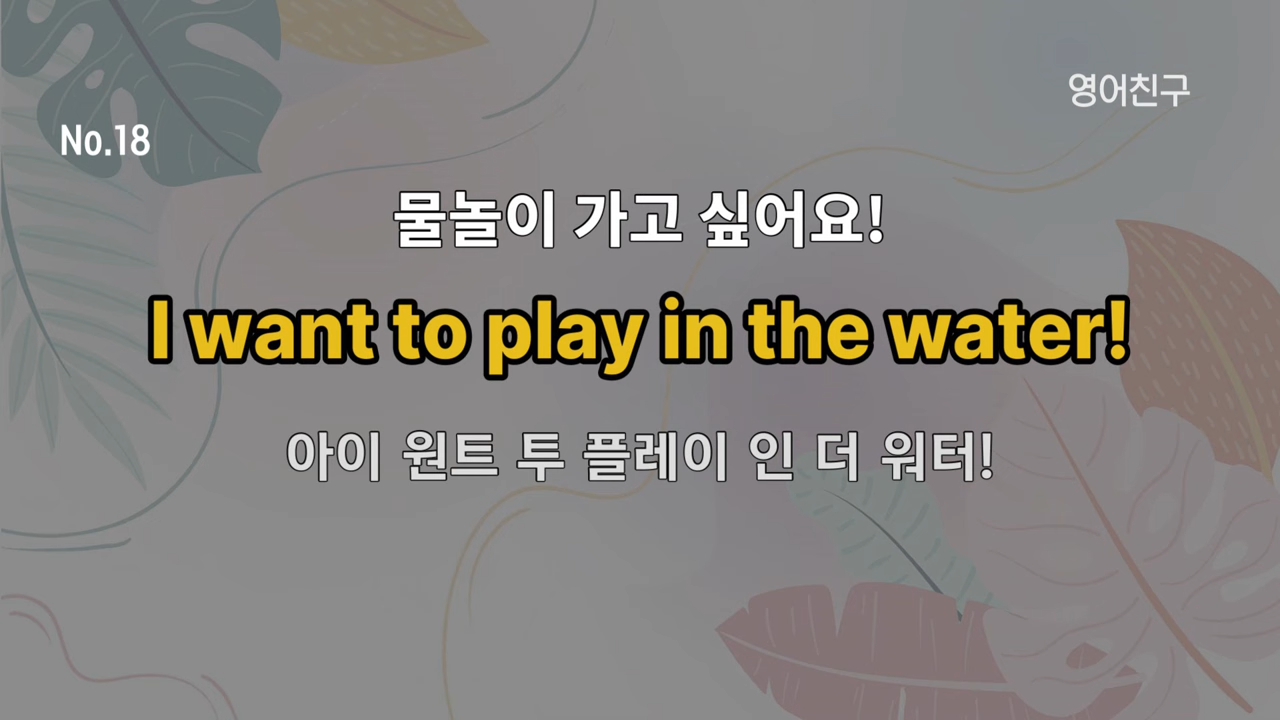 영어친구
No.18
물놀이 가고 싶어요!
I want to play in the water!
아이 원트 투 플레이 인 더 워터!